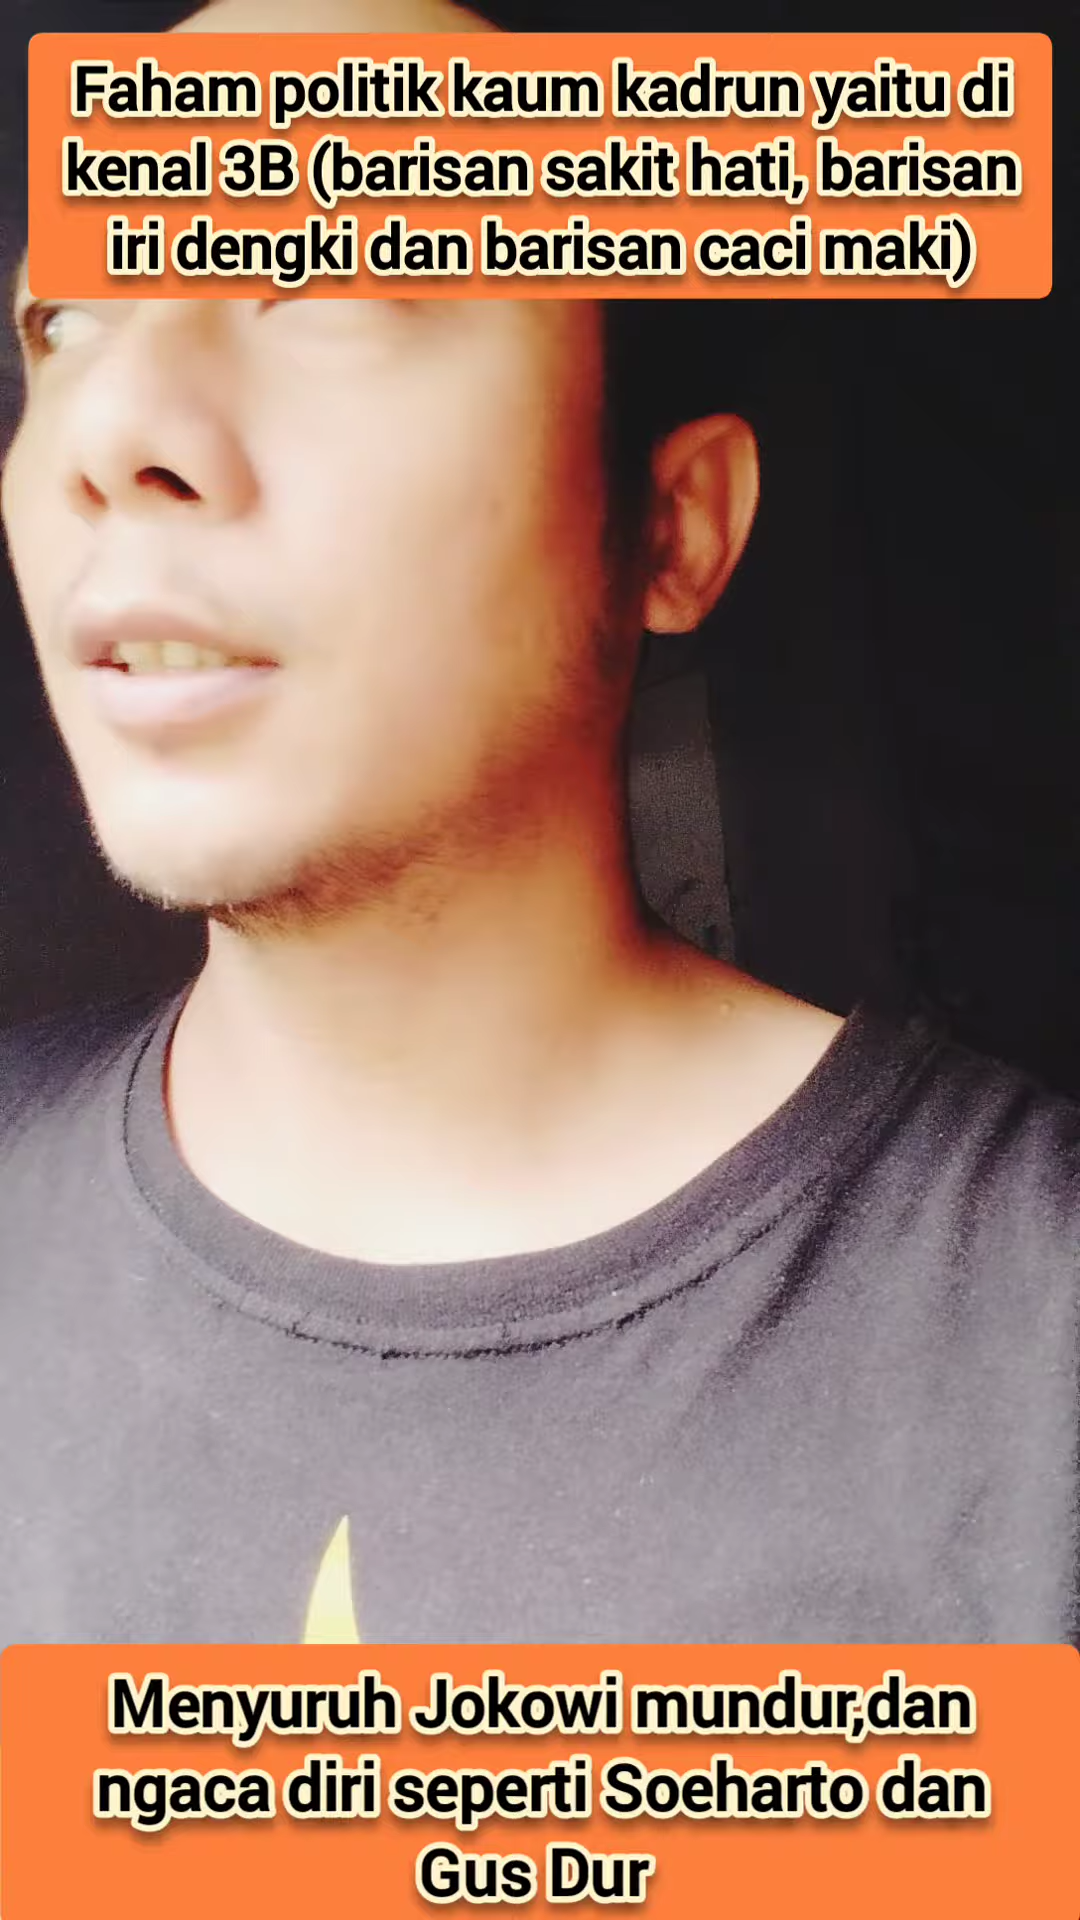 Faham politik kaum kadrun yaitu di
kenal 3B (barisan sakit hati, barisan
iri dengki dan barisan caci maki)
Menyuruh Jokowi mundur,dan
ngaca diri seperti Soeharto dan
Gus Dur